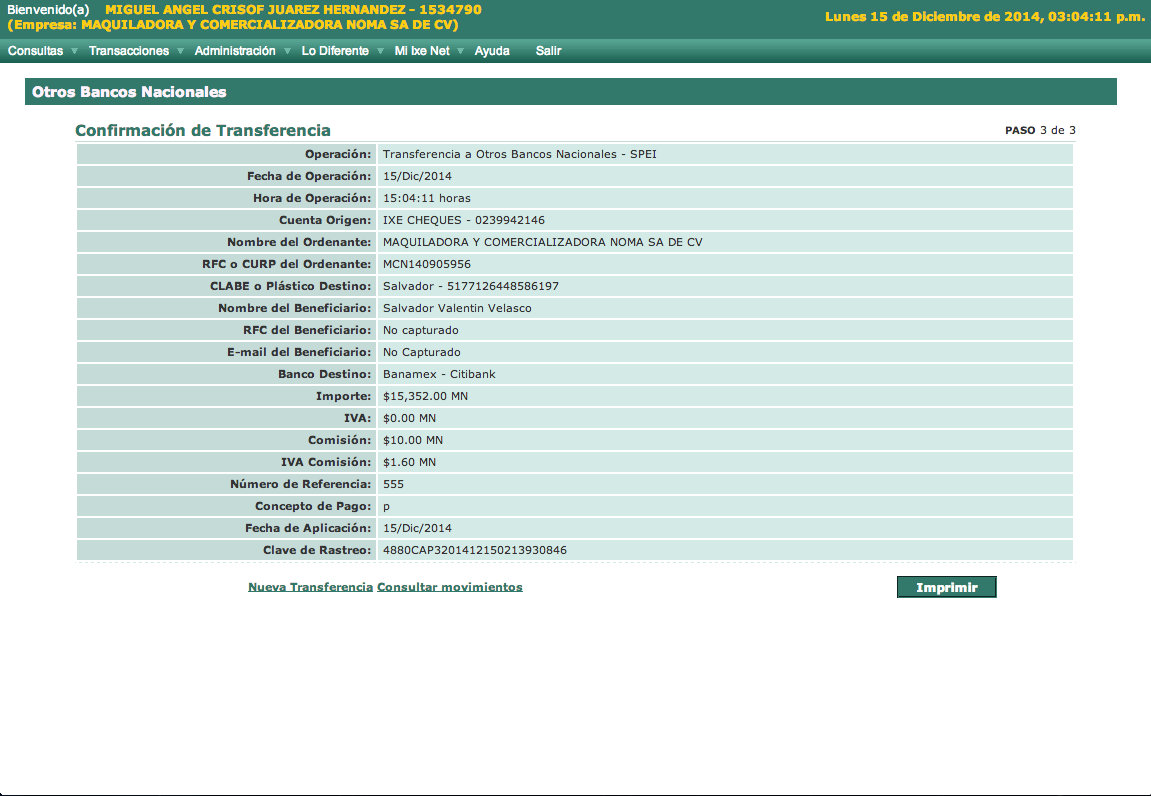 Bienvenido(a) MIGUEL ANGEL CRISOF JUAREZ HERNANDEZ - 1534790
(Empresa: MAQUILADORA Y COMERCIALIZADORA NOMA SA DE CV)
Lunes 15 de Diciembre de 2014, 03:04:11 p.m.
Consultas Transacciones Administración Lo Diferente Mi Ixe Net Ayuda Salir
Otros Bancos Nacionales
Confirmación de Transferencia PASO 3 de 3
Operación: Transferencia a Otros Bancos Nacionales - SPEI
Fecha de Operación: 15/Dic/2014
Hora de Operación: 15:04:11 horas
Cuenta Origen: IXE CHEQUES - 0239942146
Nombre del Ordenante: MAQUILADORA Y COMERCIALIZADORA NOMA SA DE CV
RFC o CURP del Ordenante: MCN140905956
CLABE o Plástico Destino: Salvador - 5177126448586197
Nombre del Beneficiario: Salvador Valentin Velasco
RFC del Beneficiario: No capturado
E-mail del Beneficiario: No Capturado
Banco Destino: Banamex - Citibank
Importe: $15,352.00 MN
IVA: $0.00 MN
Comisión: $10.00 MN
IVA Comisión: $1.60 MN
Número de Referencia: 555
Concepto de Pago: p
Fecha de Aplicación: 15/Dic/2014
Clave de Rastreo: 4880CAP3201412150213930846
Nueva Transferencia Consultar movimientos Imprimir